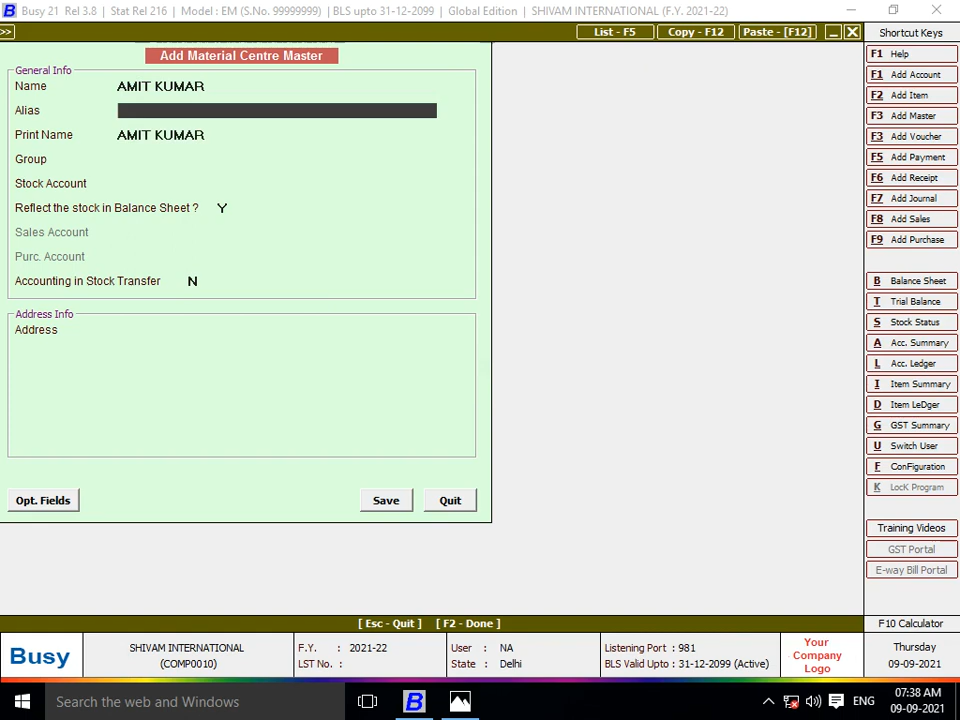 B Busy 21 Rel 3.8 | Stat Rel 216 | Model : EM (S.No. 99999999) | BLS upto 31-12-2099 | Global Edition | SHIVAM INTERNATIONAL (F.Y. 2021-22)
>> List - F5 Copy - F12 Paste - [F12]
Shortcut Keys
Add Material Centre Master
General Info
Name AMIT KUMAR
Alias
Print Name AMIT KUMAR
Group
Stock Account
Reflect the stock in Balance Sheet ? Y
Sales Account
Purc. Account
Accounting in Stock Transfer N
Address Info
Address
Opt. Fields Save Quit
F1 Help
F1 Add Account
F2 Add Item
F3 Add Master
F3 Add Voucher
F5 Add Payment
F6 Add Receipt
F7 Add Journal
F8 Add Sales
F9 Add Purchase
B Balance Sheet
T Trial Balance
S Stock Status
A Acc. Summary
L Acc. Ledger
I Item Summary
D Item LeDger
G GST Summary
U Switch User
F ConFiguration
K LocK Program
Training Videos
GST Portal
E-way Bill Portal
[ Esc - Quit ] [ F2 - Done ]
F10 Calculator
Busy
SHIVAM INTERNATIONAL
(COMP0010)
F.Y. : 2021-22
LST No. :
User : NA
State : Delhi
Listening Port : 981
BLS Valid Upto : 31-12-2099 (Active)
Your
Company
Logo
Thursday
09-09-2021
Search the web and Windows
B
ENG
07:38 AM
09-09-2021